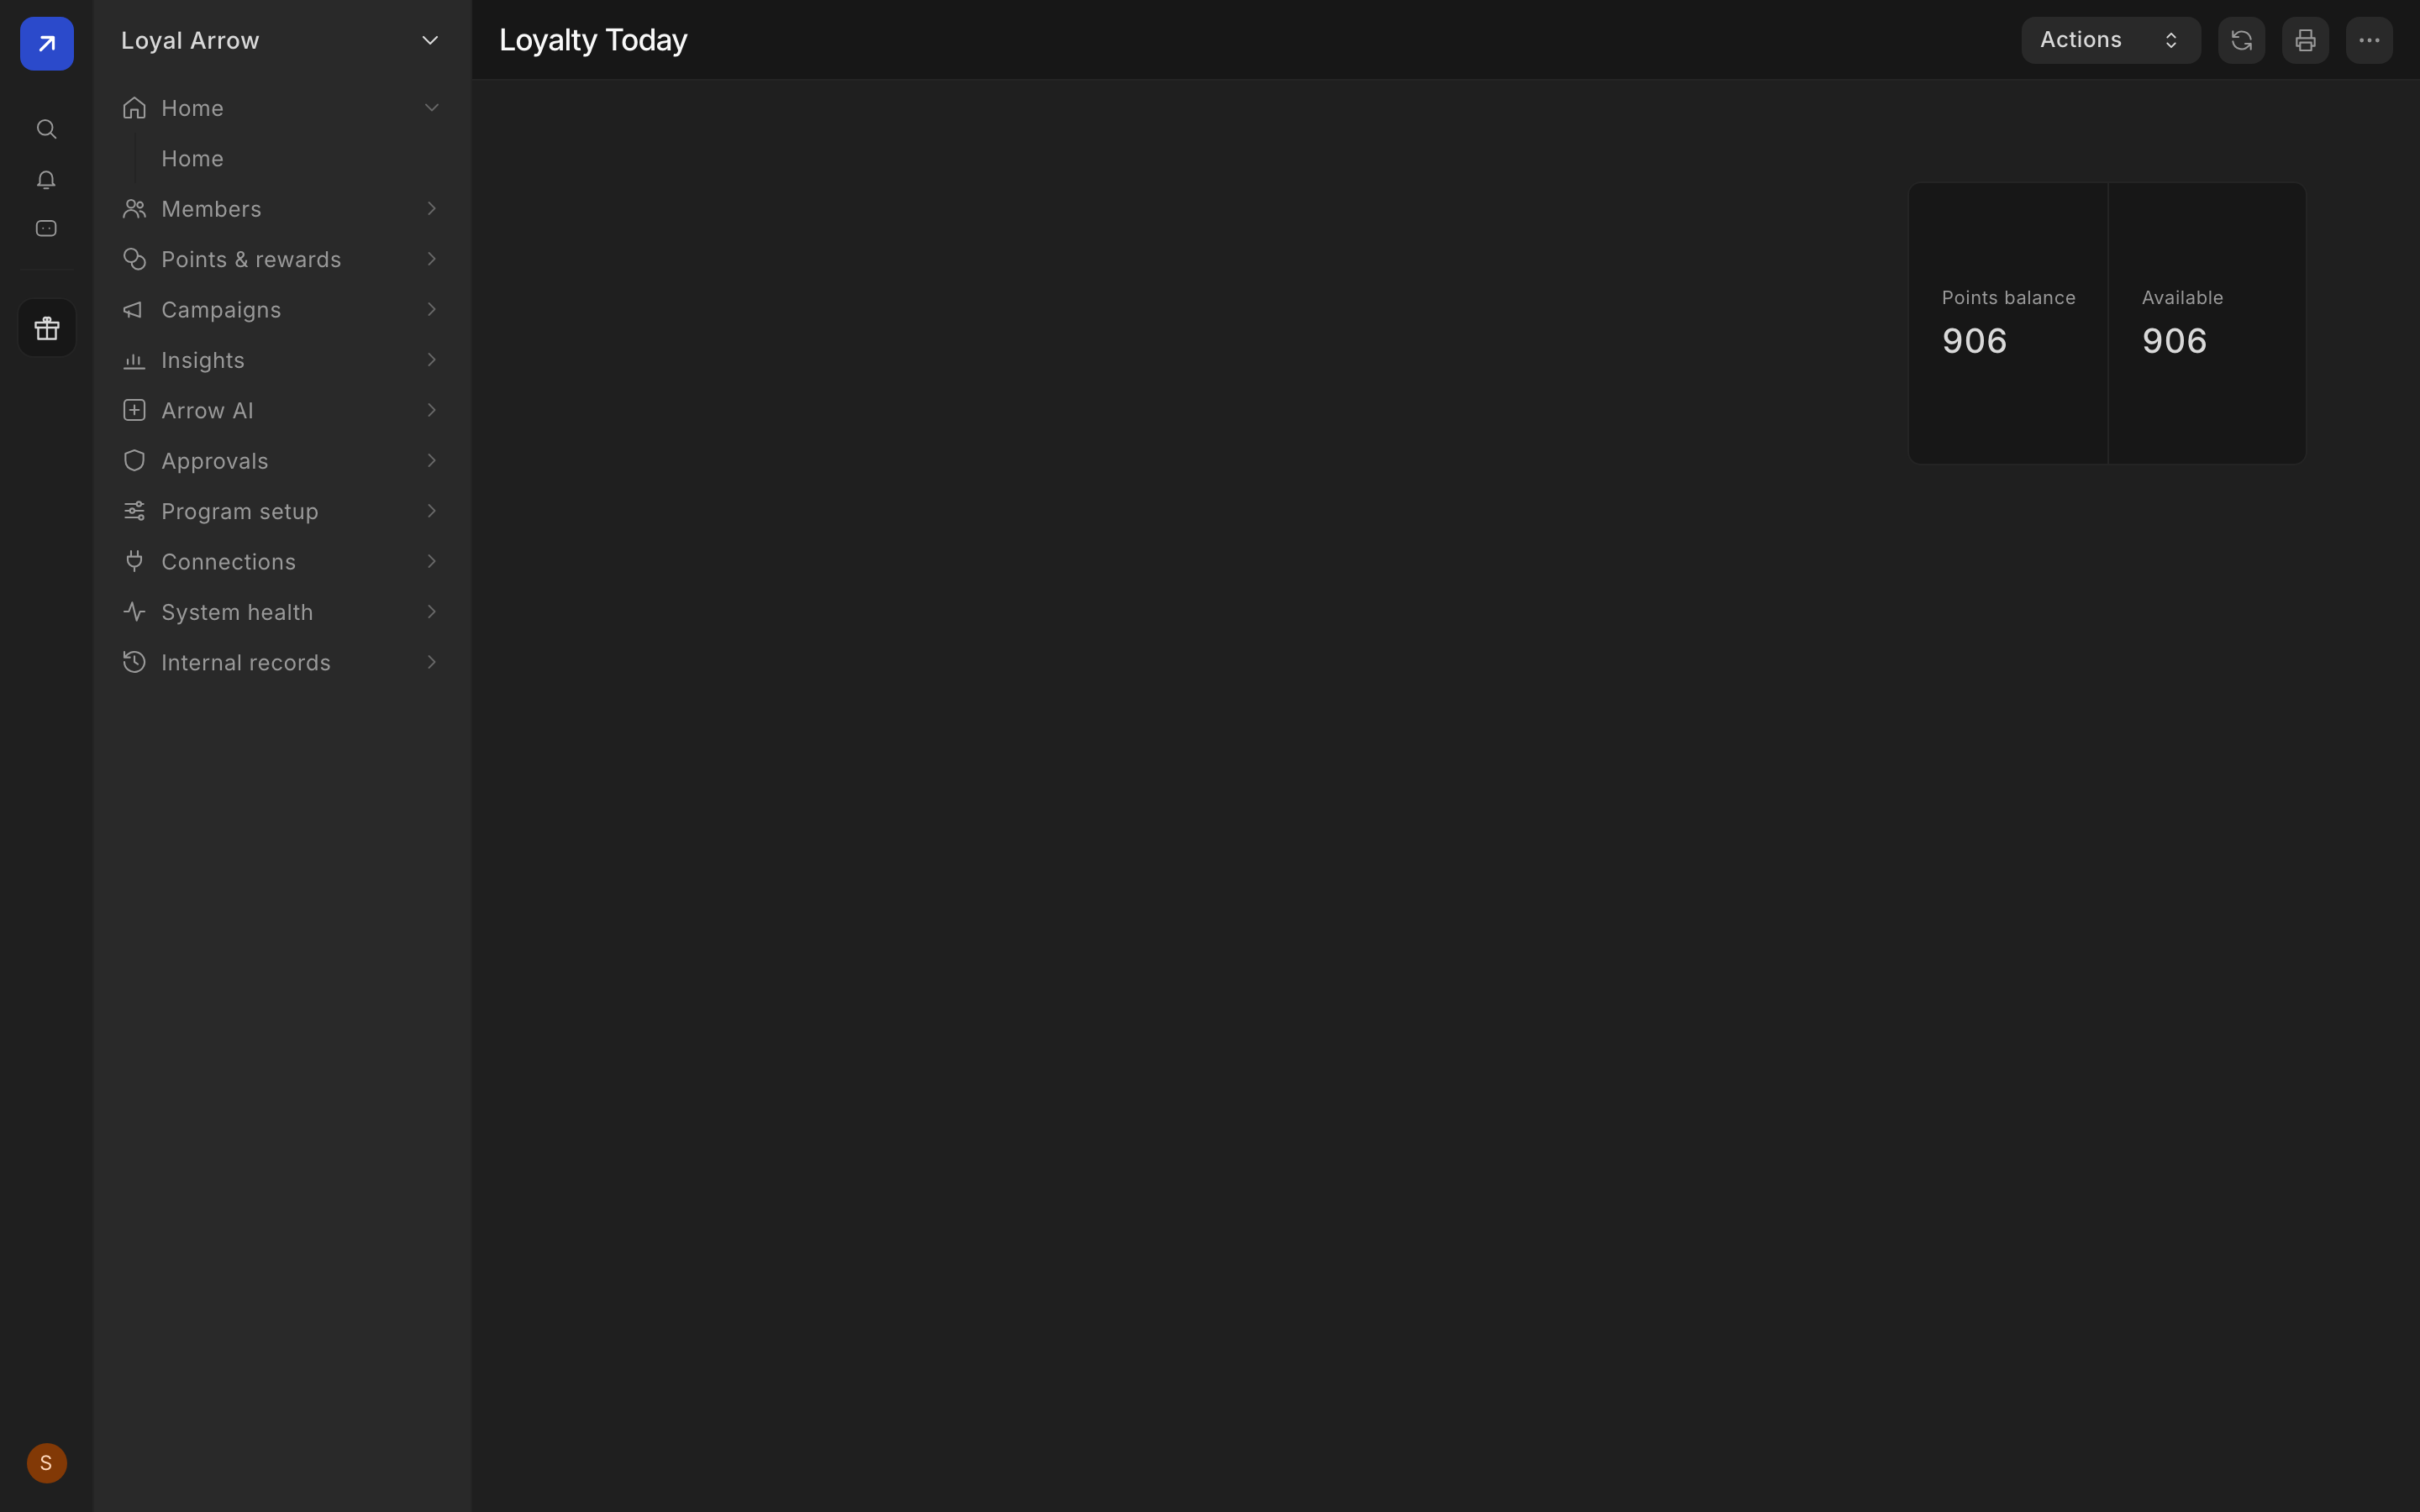 Loyal Arrow
Home
Home
Members
Points & rewards
Campaigns
Insights
Arrow AI
Approvals
Program setup
Connections
System health
Internal records
S
Loyalty Today
Actions
Points balance
906
Available
906